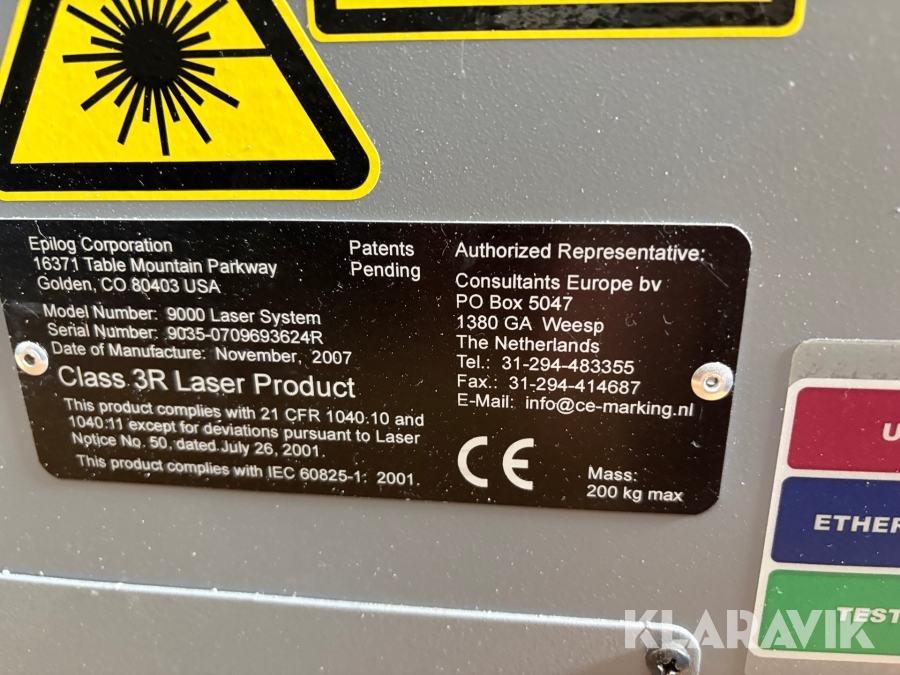 Epilog Corporation
16371 Table Mountain Parkway
Golden, CO 80403 USA
Patents
Pending
Model Number: 9000 Laser System
Serial Number: 9035-0709693624R
Date of Manufacture: November, 2007
Class 3R Laser Product
This product complies with 21 CFR 1040.10 and
1040.11 except for deviations pursuant to Laser
Notice No. 50, dated July 26, 2001.
This product complies with IEC 60825-1: 2001.
Authorized Representative:
Consultants Europe bv
PO Box 5047
1380 GA Weesp
The Netherlands
Tel.: 31-294-483355
Fax.: 31-294-414687
E-Mail: info@ce-marking.nl
CE
Mass:
200 kg max
U
ETHER
TEST
KLARAVIK